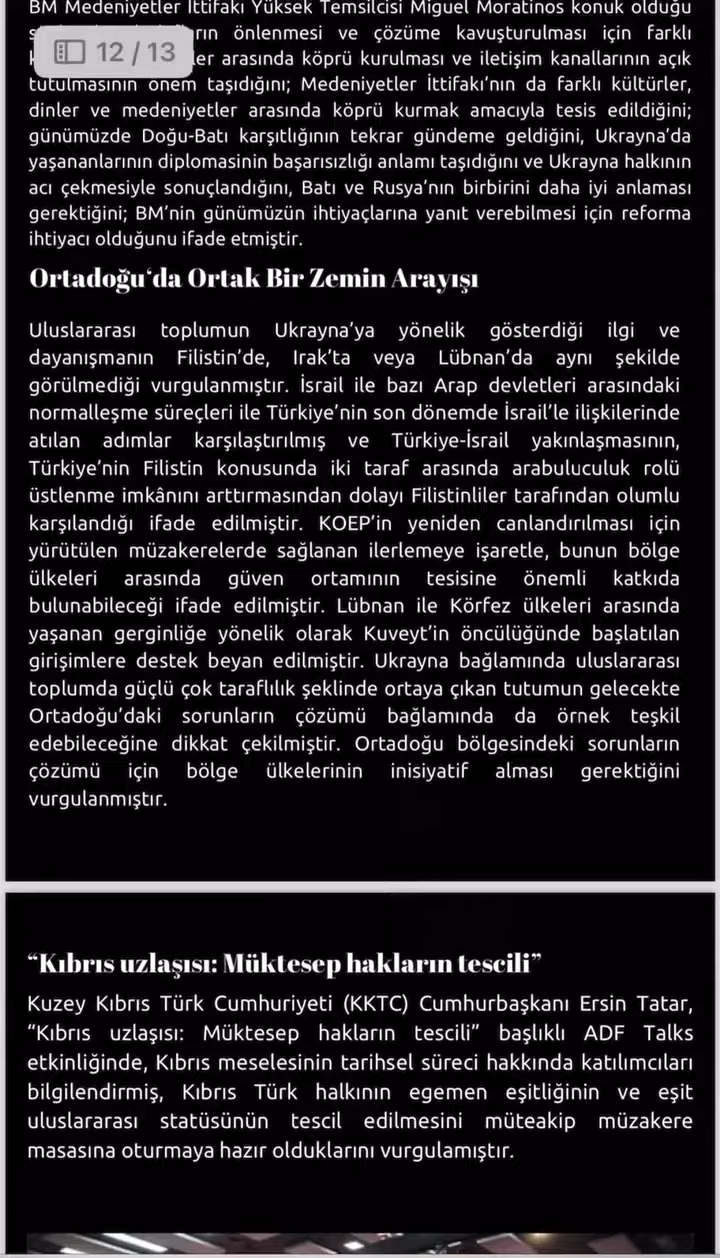 BM Medeniyetler İttifakı Yüksek Temsilcisi Miguel Moratinos konuk olduğu
önlenmesi ve çözüme kavuşturulması için farklı
12 / 13
arasında köprü kurulması ve iletişim kanallarının açık
tutulmasının önem taşıdığını; Medeniyetler İttifakı’nın da farklı kültürler,
dinler ve medeniyetler arasında köprü kurmak amacıyla tesis edildiğini;
günümüzde Doğu-Batı karşıtlığının tekrar gündeme geldiğini, Ukrayna’da
yaşananlarının diplomasinin başarısızlığı anlamı taşıdığını ve Ukrayna halkının
acı çekmesiyle sonuçlandığını, Batı ve Rusya’nın birbirini daha iyi anlaması
gerektiğini; BM’nin günümüzün ihtiyaçlarına yanıt verebilmesi için reforma
ihtiyacı olduğunu ifade etmiştir.
Ortadoğu‘da Ortak Bir Zemin Arayışı
Uluslararası toplumun Ukrayna’ya yönelik gösterdiği ilgi ve
dayanışmanın Filistin’de, Irak’ta veya Lübnan’da aynı şekilde
görülmediği vurgulanmıştır. İsrail ile bazı Arap devletleri arasındaki
normalleşme süreçleri ile Türkiye’nin son dönemde İsrail’le ilişkilerinde
atılan adımlar karşılaştırılmış ve Türkiye-İsrail yakınlaşmasının,
Türkiye’nin Filistin konusunda iki taraf arasında arabuluculuk rolü
üstlenme imkânını arttırmasından dolayı Filistinliler tarafından olumlu
karşılandığı ifade edilmiştir. KOEP’in yeniden canlandırılması için
yürütülen müzakerelerde sağlanan ilerlemeye işaretle, bunun bölge
ülkeleri arasında güven ortamının tesisine önemli katkıda
bulunabileceği ifade edilmiştir. Lübnan ile Körfez ülkeleri arasında
yaşanan gerginliğe yönelik olarak Kuveyt’in öncülüğünde başlatılan
girişimlere destek beyan edilmiştir. Ukrayna bağlamında uluslararası
toplumda güçlü çok taraflılık şeklinde ortaya çıkan tutumun gelecekte
Ortadoğu’daki sorunların çözümü bağlamında da örnek teşkil
edebileceğine dikkat çekilmiştir. Ortadoğu bölgesindeki sorunların
çözümü için bölge ülkelerinin inisiyatif alması gerektiğini
vurgulanmıştır.
“Kıbrıs uzlaşısı: Müktesep hakların tescili”
Kuzey Kıbrıs Türk Cumhuriyeti (KKTC) Cumhurbaşkanı Ersin Tatar,
“Kıbrıs uzlaşısı: Müktesep hakların tescili” başlıklı ADF Talks
etkinliğinde, Kıbrıs meselesinin tarihsel süreci hakkında katılımcıları
bilgilendirmiş, Kıbrıs Türk halkının egemen eşitliğinin ve eşit
uluslararası statüsünün tescil edilmesini müteakip müzakere
masasına oturmaya hazır olduklarını vurgulamıştır.